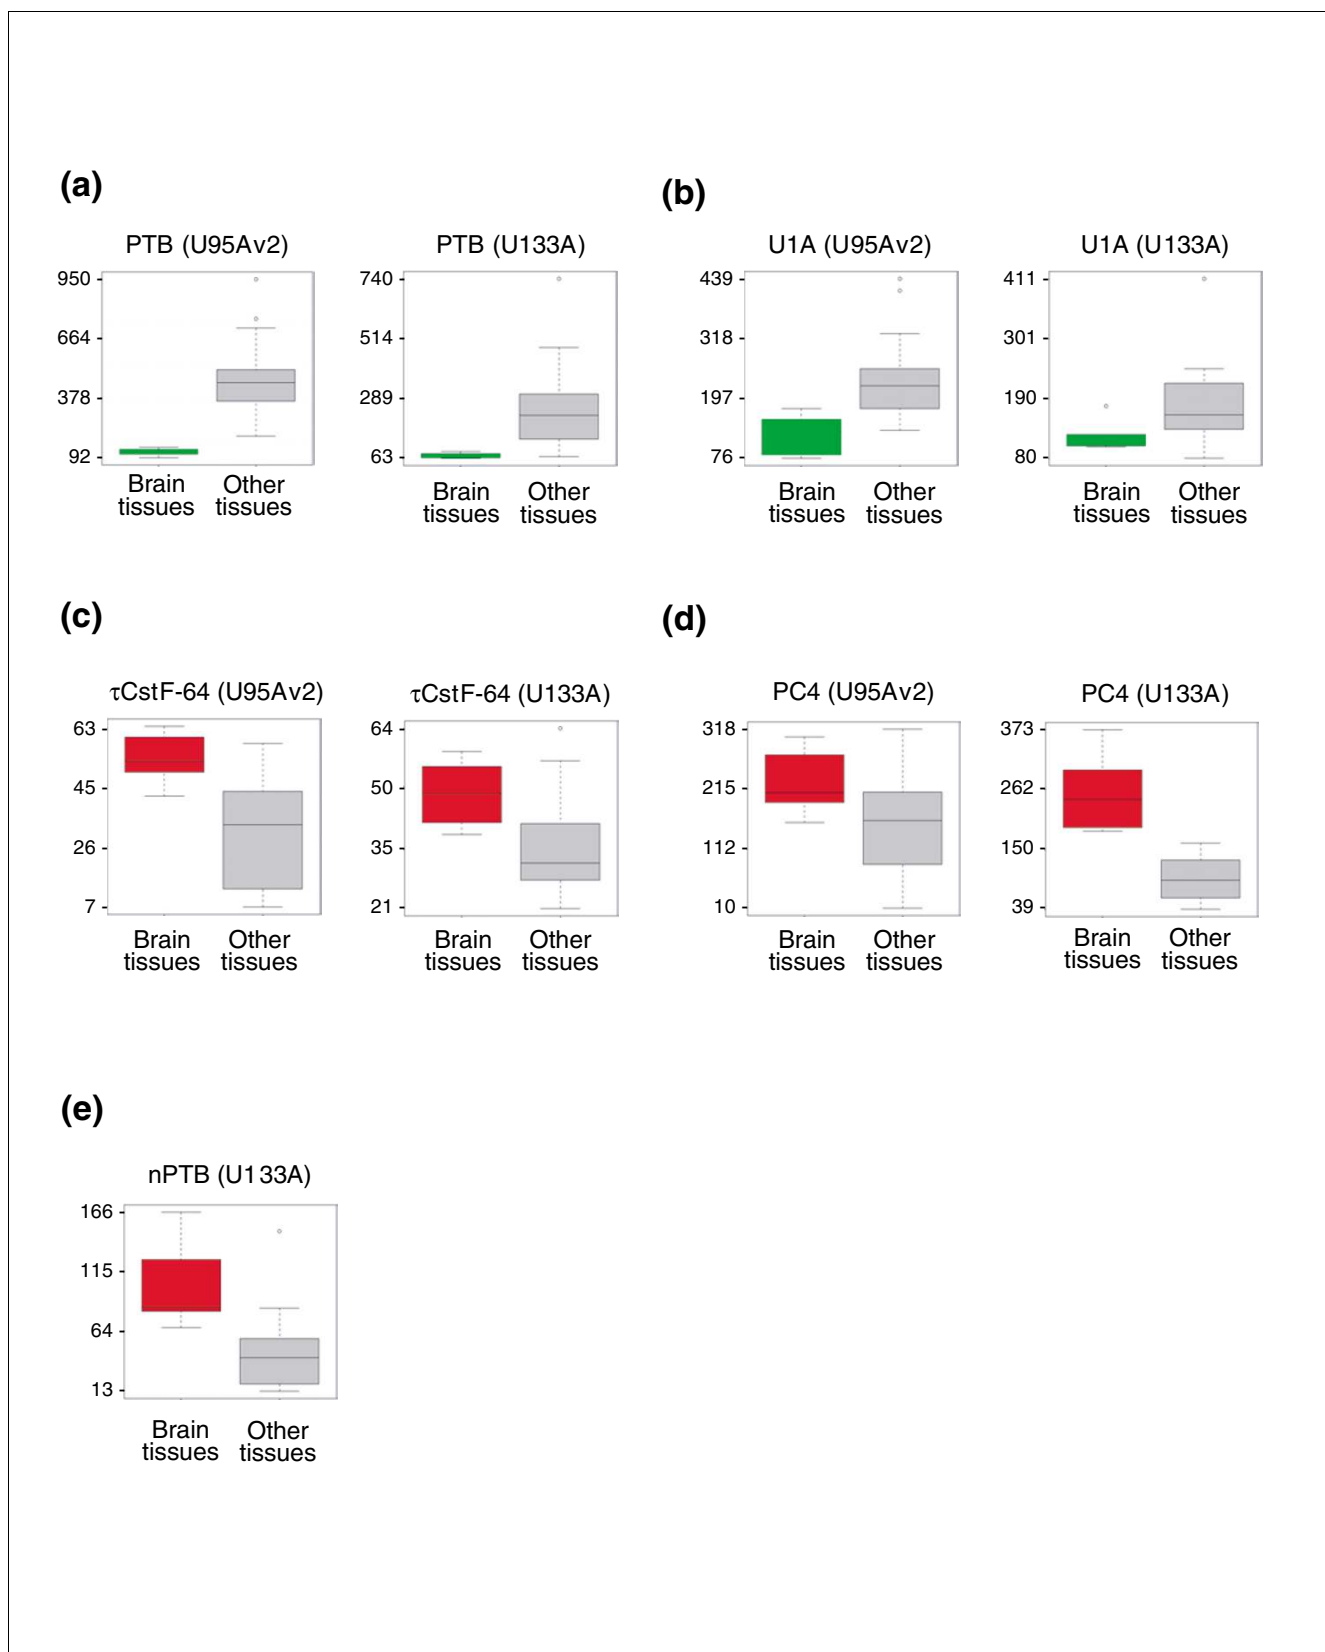 (a)
PTB (U95Av2)
950
664
378
92
Brain
tissues
Other
tissues
PTB (U133A)
740
514
289
63
Brain
tissues
Other
tissues
(b)
U1A (U95Av2)
439
318
197
76
Brain
tissues
Other
tissues
U1A (U133A)
411
301
190
80
Brain
tissues
Other
tissues
(c)
τCstF-64 (U95Av2)
63
45
26
7
Brain
tissues
Other
tissues
τCstF-64 (U133A)
64
50
35
21
Brain
tissues
Other
tissues
(d)
PC4 (U95Av2)
318
215
112
10
Brain
tissues
Other
tissues
PC4 (U133A)
373
262
150
39
Brain
tissues
Other
tissues
(e)
nPTB (U133A)
166
115
64
13
Brain
tissues
Other
tissues